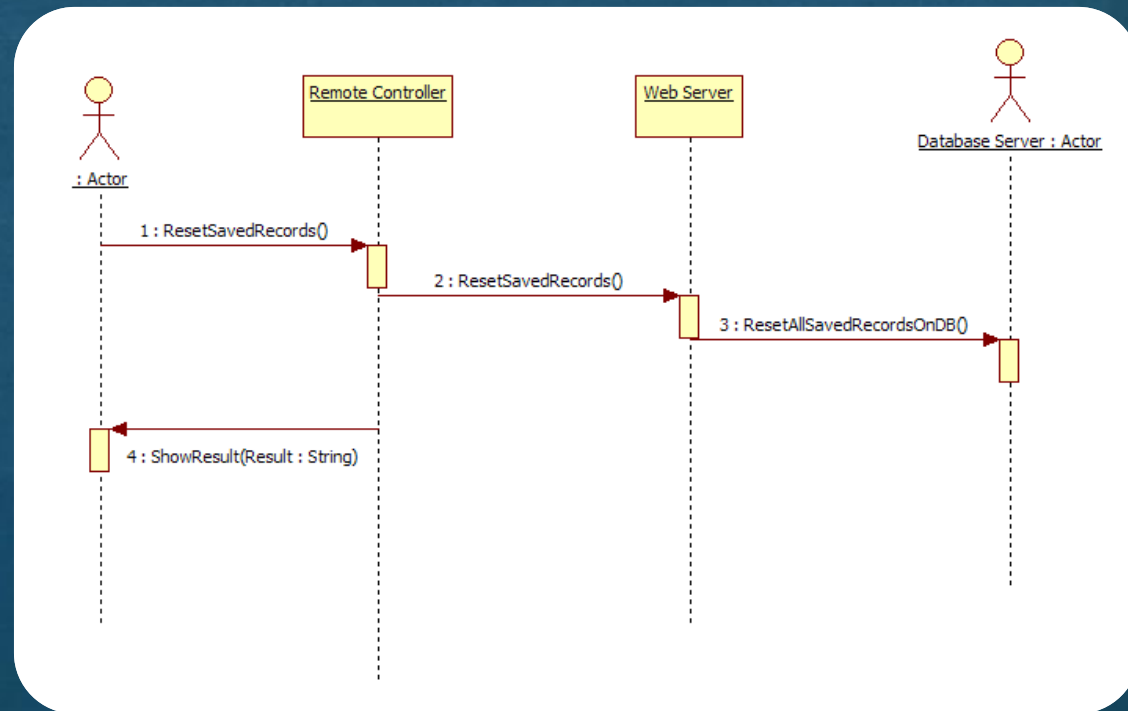 Remote Controller
Web Server
Database Server : Actor
: Actor
1 : ResetSavedRecords()
2 : ResetSavedRecords()
3 : ResetAllSavedRecordsOnDB()
4 : ShowResult(Result : String)